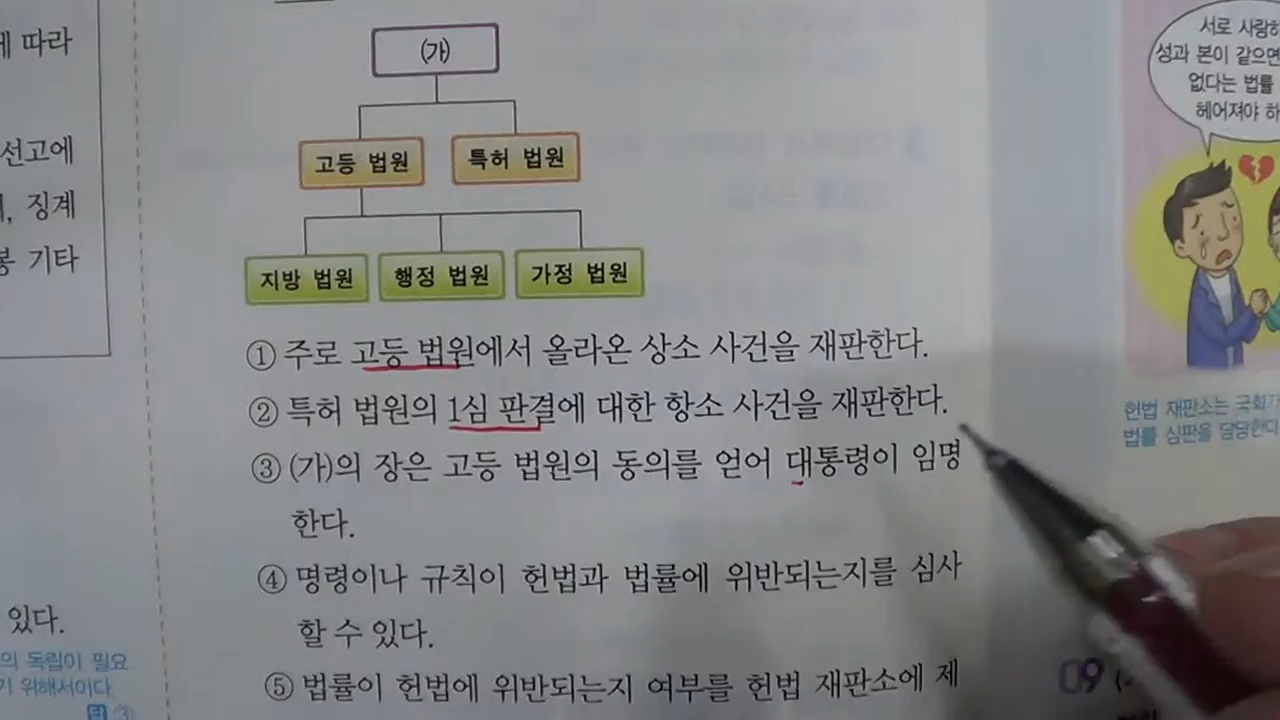 에 따라
선고에
징계
기타
있다.
의 독립이 필요
위해서이다.
③
(가)
고등 법원
특허 법원
지방 법원
행정 법원
가정 법원
① 주로 고등 법원에서 올라온 상소 사건을 재판한다.
② 특허 법원의 1심 판결에 대한 항소 사건을 재판한다.
③ (가)의 장은 고등 법원의 동의를 얻어 대통령이 임명
한다.
④ 명령이나 규칙이 헌법과 법률에 위반되는지를 심사
할 수 있다.
⑤ 법률이 헌법에 위반되는지 여부를 헌법 재판소에 제
서로 사랑하
성과 본이 같으면
없다는 법률
헤어져야 하
헌법 재판소는 국회가
법률 심판을 담당한다
09